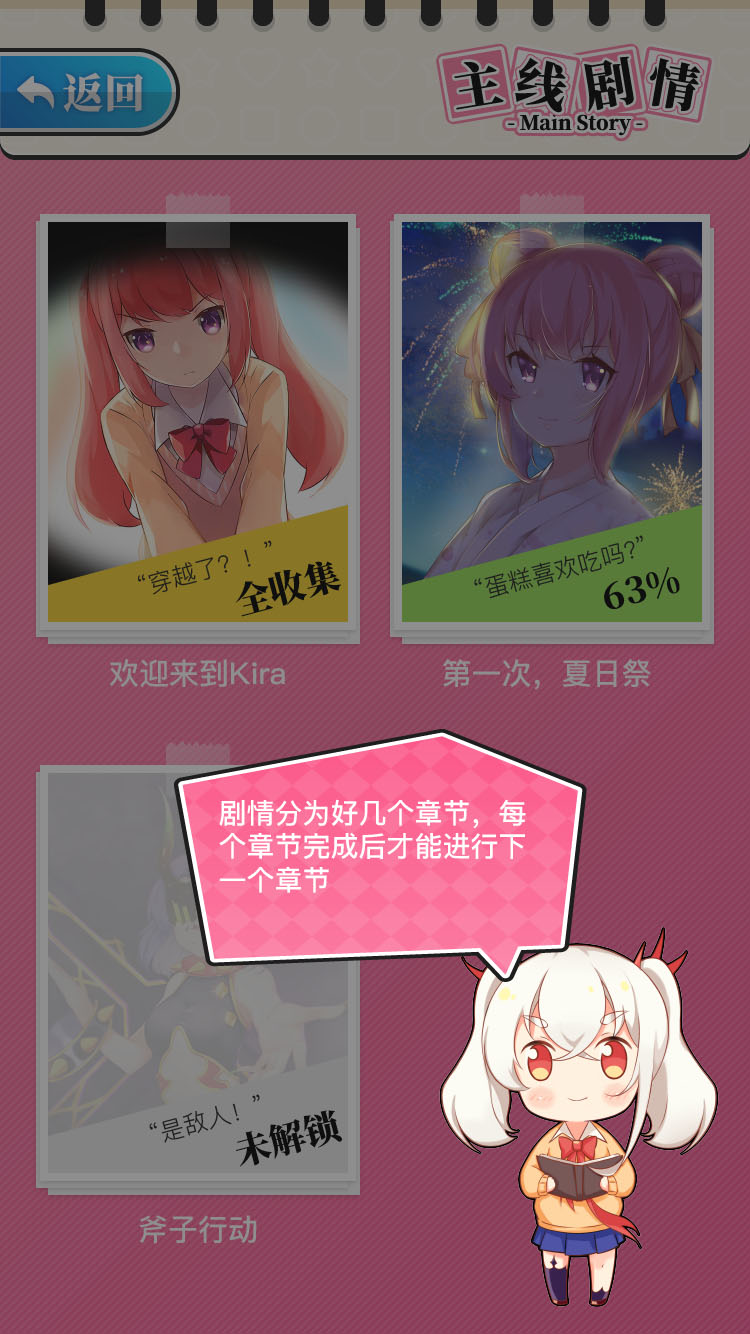 返回
主线剧情
- Main Story -
“穿越了？！”
全收集
“蛋糕喜欢吃吗？”
63%
欢迎来到Kira
第一次，夏日祭
剧情分为好几个章节，每
个章节完成后才能进行下
一个章节
“是敌人！”
未解锁
斧子行动